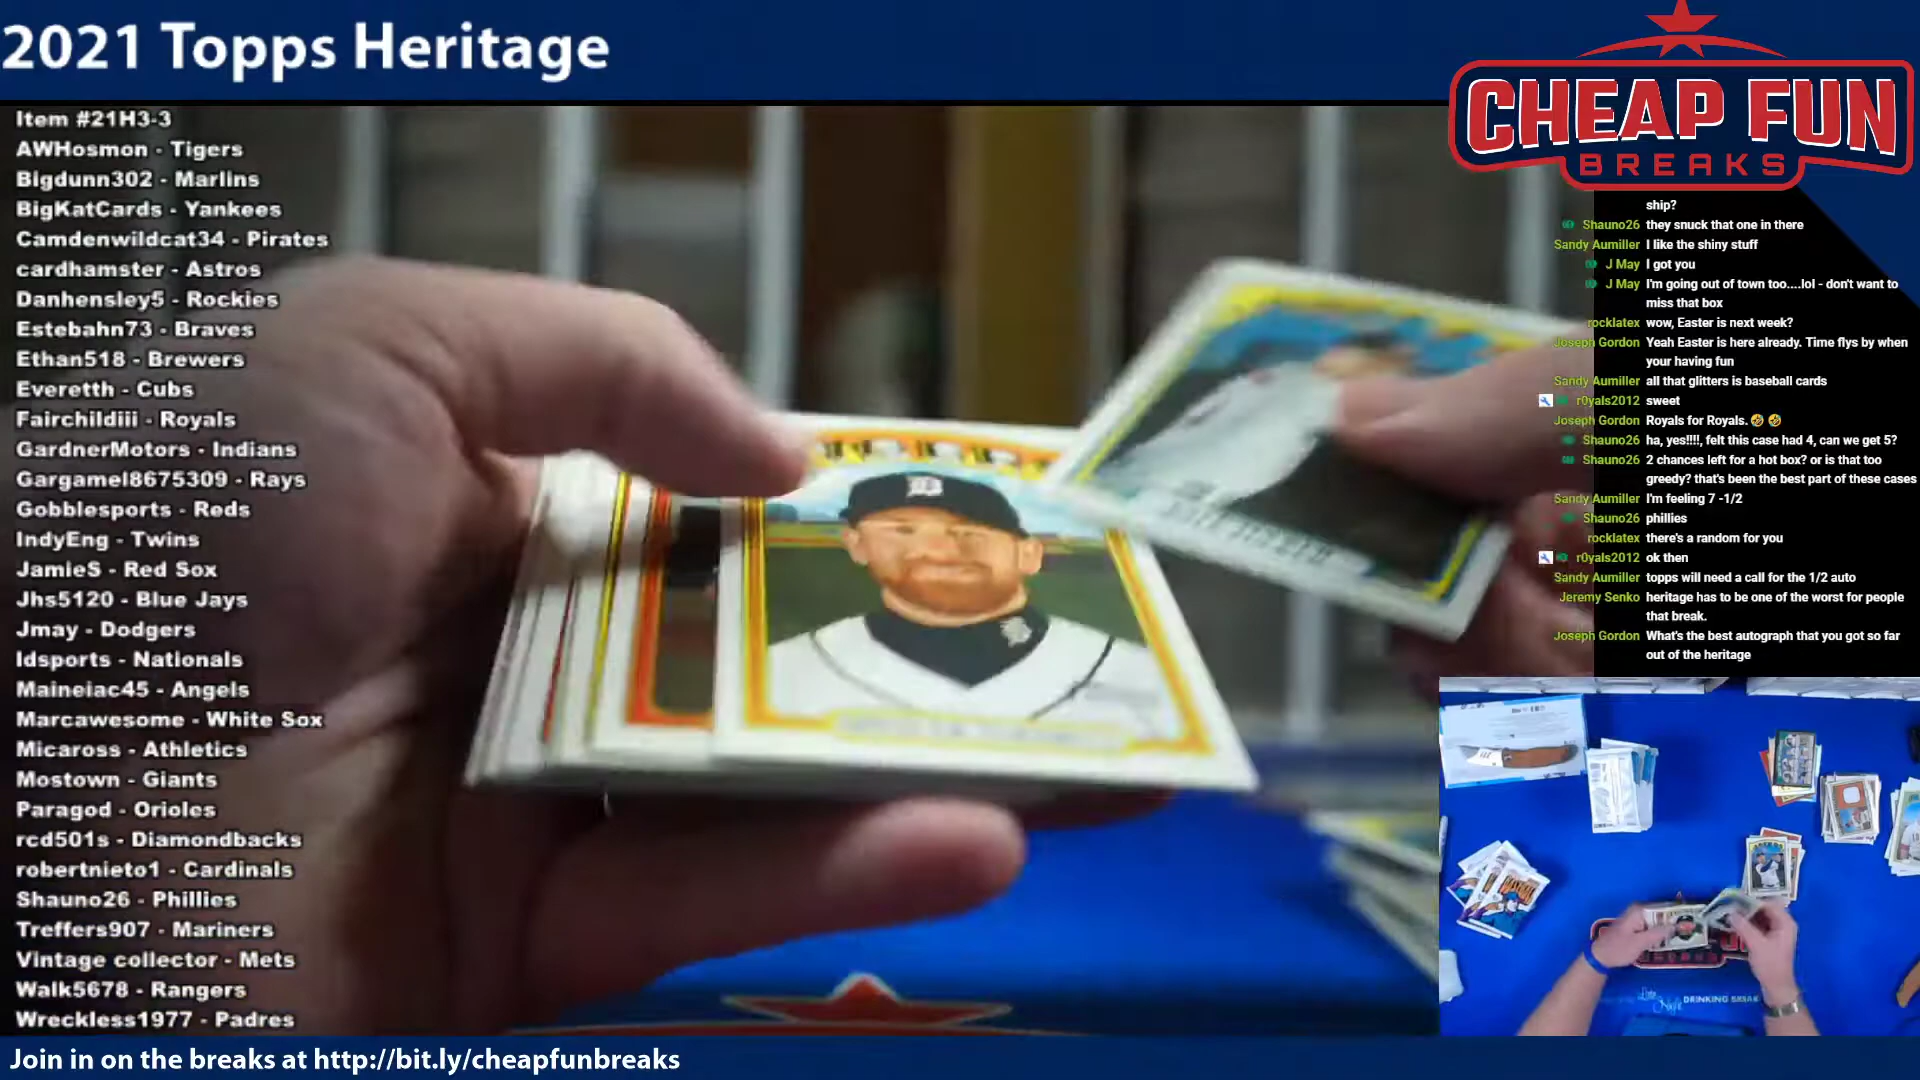 2021 Topps Heritage
CHEAP FUN
BREAKS
Item #21H3-3
AWHosmon - Tigers
Bigdunn302 - Marlins
BigKatCards - Yankees
Camdenwildcat34 - Pirates
cardhamster - Astros
Danhensley5 - Rockies
Estebahn73 - Braves
Ethan518 - Brewers
Everetth - Cubs
Fairchildiii - Royals
GardnerMotors - Indians
Gargamel8675309 - Rays
Gobblesports - Reds
IndyEng - Twins
JamieS - Red Sox
Jhs5120 - Blue Jays
Jmay - Dodgers
ldsports - Nationals
Maineiac45 - Angels
Marcawesome - White Sox
Micaross - Athletics
Mostown - Giants
Paragod - Orioles
rcd501s - Diamondbacks
robertnieto1 - Cardinals
Shauno26 - Phillies
Treffers907 - Mariners
Vintage collector - Mets
Walk5678 - Rangers
Wreckless1977 - Padres
ship?
Shauno26 they snuck that one in there
Sandy Aumiller I like the shiny stuff
J May I got you
J May I'm going out of town too....lol - don't want to
miss that box
rocklatex wow, Easter is next week?
Joseph Gordon Yeah Easter is here already. Time flys by when
your having fun
Sandy Aumiller all that glitters is baseball cards
r0yals2012 sweet
Joseph Gordon Royals for Royals. 🤣 🤣
Shauno26 ha, yes!!!!, felt this case had 4, can we get 5?
Shauno26 2 chances left for a hot box? or is that too
greedy? that's been the best part of these cases
Sandy Aumiller I'm feeling 7 -1/2
Shauno26 phillies
rocklatex there's a random for you
r0yals2012 ok then
Sandy Aumiller topps will need a call for the 1/2 auto
Jeremy Senko heritage has to be one of the worst for people
that break.
Joseph Gordon What's the best autograph that you got so far
out of the heritage
DRINKING BREAK
Join in on the breaks at http://bit.ly/cheapfunbreaks